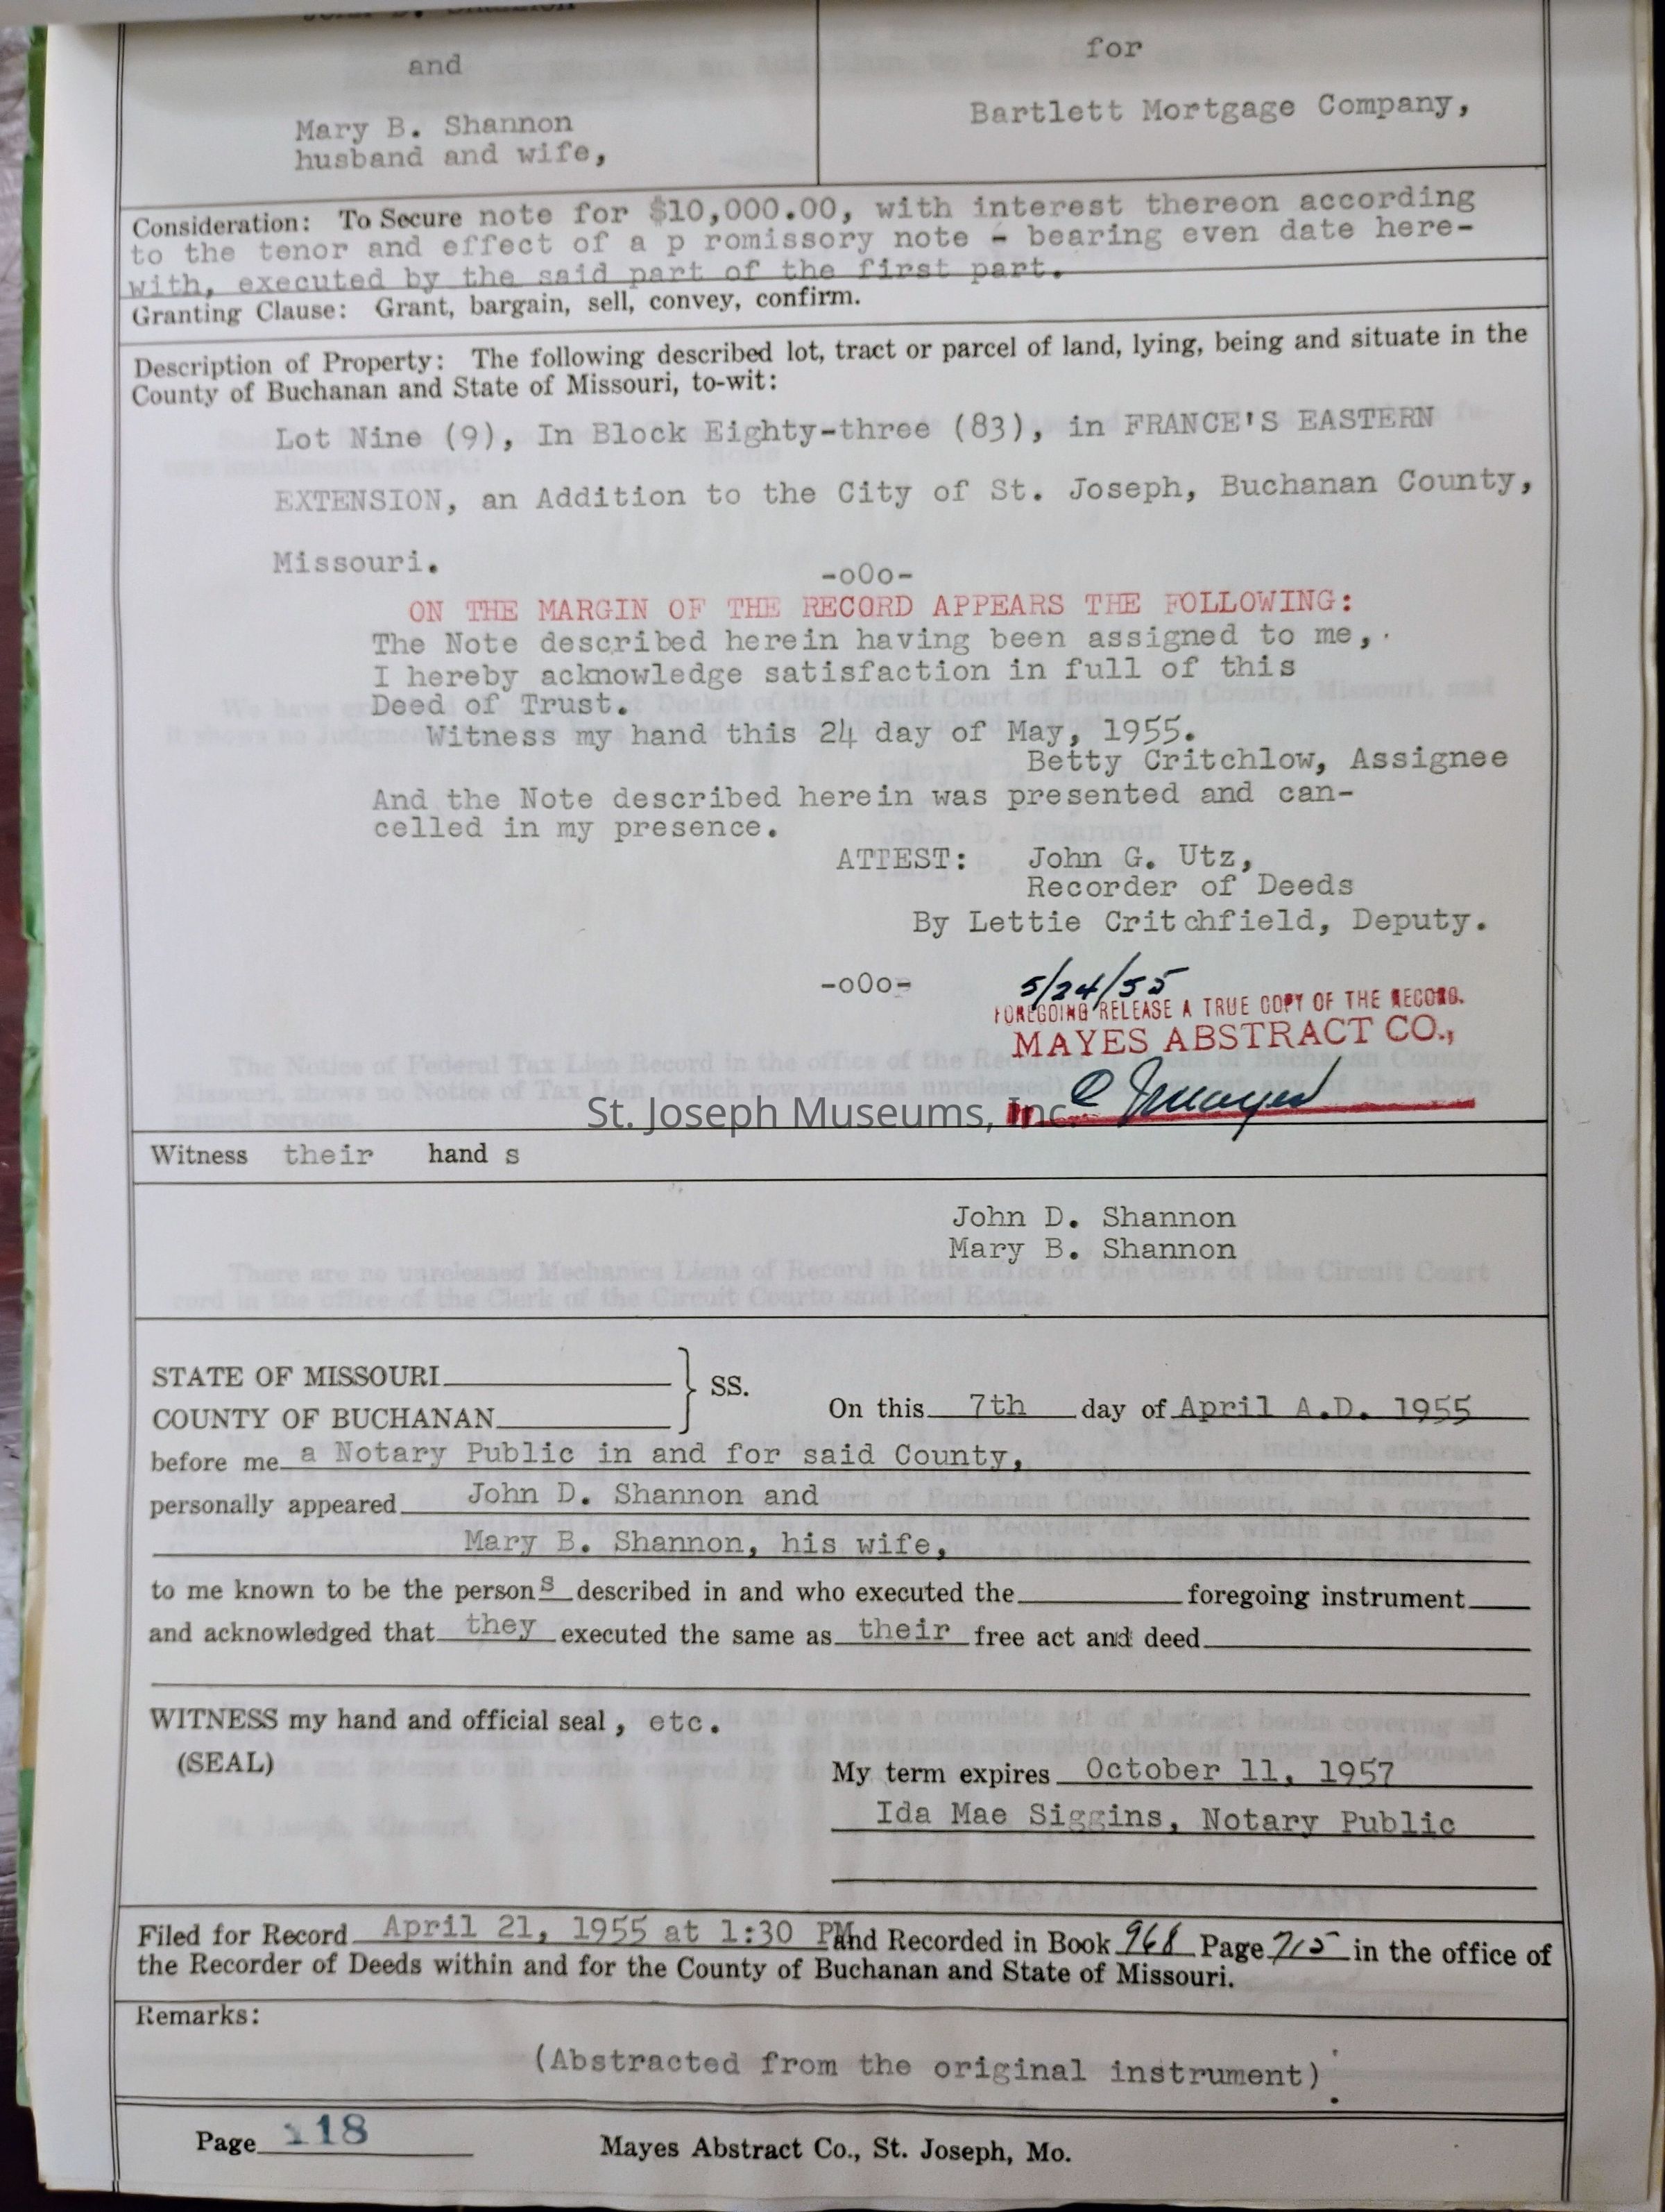 John D. Shannon
and
Mary B. Shannon
husband and wife,
for
Bartlett Mortgage Company,
Consideration: To Secure note for $10,000.00, with interest thereon according
to the tenor and effect of a p romissory note - bearing even date here-
with, executed by the said part of the first part.
Granting Clause: Grant, bargain, sell, convey, confirm.
Description of Property: The following described lot, tract or parcel of land, lying, being and situate in the
County of Buchanan and State of Missouri, to-wit:
Lot Nine (9), In Block Eighty-three (83), in FRANCE'S EASTERN
EXTENSION, an Addition to the City of St. Joseph, Buchanan County,
Missouri.
-oOo-
ON THE MARGIN OF THE RECORD APPEARS THE FOLLOWING:
The Note described herein having been assigned to me,
I hereby acknowledge satisfaction in full of this
Deed of Trust.
Witness my hand this 24 day of May, 1955.
Betty Critchlow, Assignee
And the Note described herein was presented and can-
celled in my presence.
ATTEST: John G. Utz,
Recorder of Deeds
By Lettie Critchfield, Deputy.
-oOo-
5/24/55
FOREGOING RELEASE A TRUE COPY OF THE RECORD.
MAYES ABSTRACT CO.,
St. Joseph Museums, Inc
Witness their hand s
John D. Shannon
Mary B. Shannon
STATE OF MISSOURI
COUNTY OF BUCHANAN
SS.
On this 7th day of April A.D. 1955
before me a Notary Public in and for said County,
personally appeared John D. Shannon and
Mary B. Shannon, his wife,
to me known to be the person s described in and who executed the foregoing instrument
and acknowledged that they executed the same as their free act and deed
WITNESS my hand and official seal, etc.
(SEAL)
My term expires October 11, 1957
Ida Mae Siggins, Notary Public
Filed for Record April 21, 1955 at 1:30 PM and Recorded in Book 968 Page 715 in the office of
the Recorder of Deeds within and for the County of Buchanan and State of Missouri.
Remarks:
(Abstracted from the original instrument)
Page 118
Mayes Abstract Co., St. Joseph, Mo.